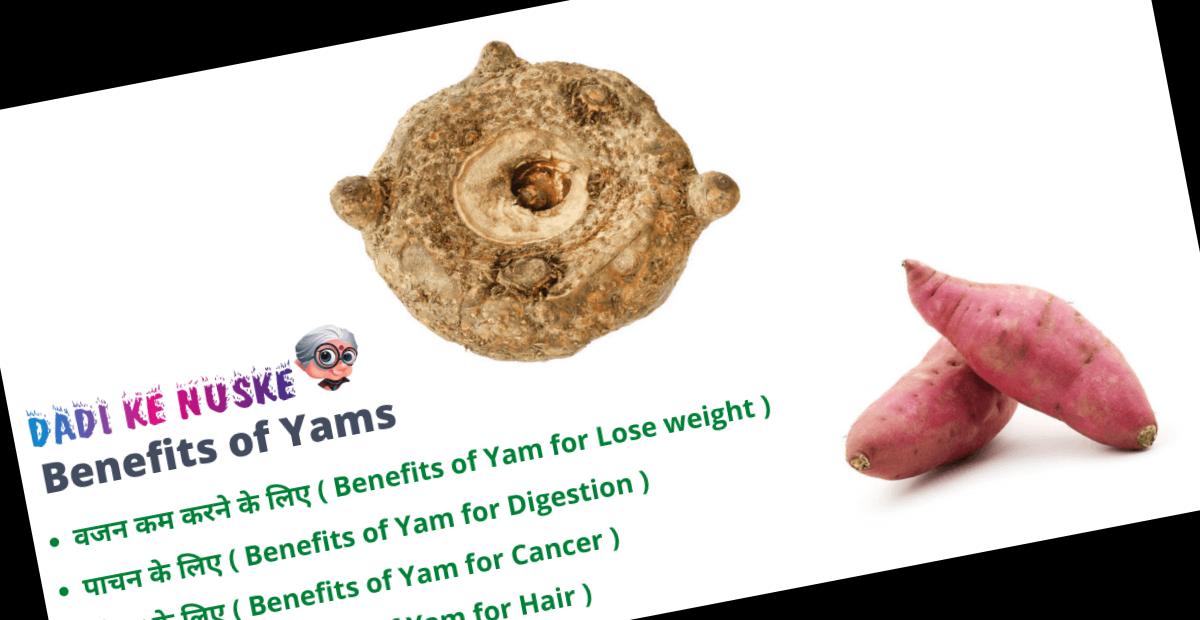 DADI KE NUSKE
Benefits of Yams
• वजन कम करने के लिए ( Benefits of Yam for Lose weight )
• पाचन के लिए ( Benefits of Yam for Digestion )
के लिए ( Benefits of Yam for Cancer )
Yam for Hair )